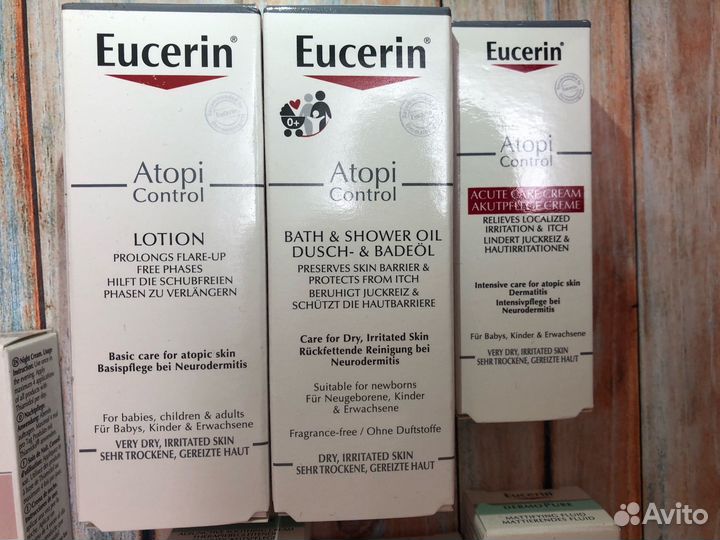 Eucerin®
Atopi
Control
LOTION
PROLONGS FLARE-UP
FREE PHASES
HILFT DIE SCHUBFREIEN
PHASEN ZU VERLÄNGERN
Basic care for atopic skin
Basispflege bei Neurodermitis
For babies, children & adults
Für Babys, Kinder & Erwachsene
VERY DRY, IRRITATED SKIN
SEHR TROCKENE, GEREIZTE HAUT
Eucerin®
0+
Atopi
Control
BATH & SHOWER OIL
DUSCH- & BADEÖL
PRESERVES SKIN BARRIER &
PROTECTS FROM ITCH
BERUHIGT JUCKREIZ &
SCHÜTZT DIE HAUTBARRIERE
Care for Dry, Irritated Skin
Rückfettende Reinigung bei
Neurodermitis
Suitable for newborns
Für Neugeborene, Kinder
& Erwachsene
Fragrance-free / Ohne Duftstoffe
DRY, IRRITATED SKIN
SEHR TROCKENE, GEREIZTE HAUT
Eucerin®
Atopi
Control
ACUTE CARE CREAM
AKUTPFLEGE CREME
RELIEVES LOCALIZED
IRRITATION & ITCH
LINDERT JUCKREIZ &
HAUTIRRITATIONEN
Intensive care for atopic skin
Dermatitis
Intensivpflege bei
Neurodermitis
Für Babys, Kinder & Erwachsene
VERY DRY, IRRITATED SKIN
SEHR TROCKENE, GEREIZTE HAUT
Night Cream. Usage
Eucerin
DERMOPURE
MATTIFYING FLUID
MATTIERENDES FLUID
Avito